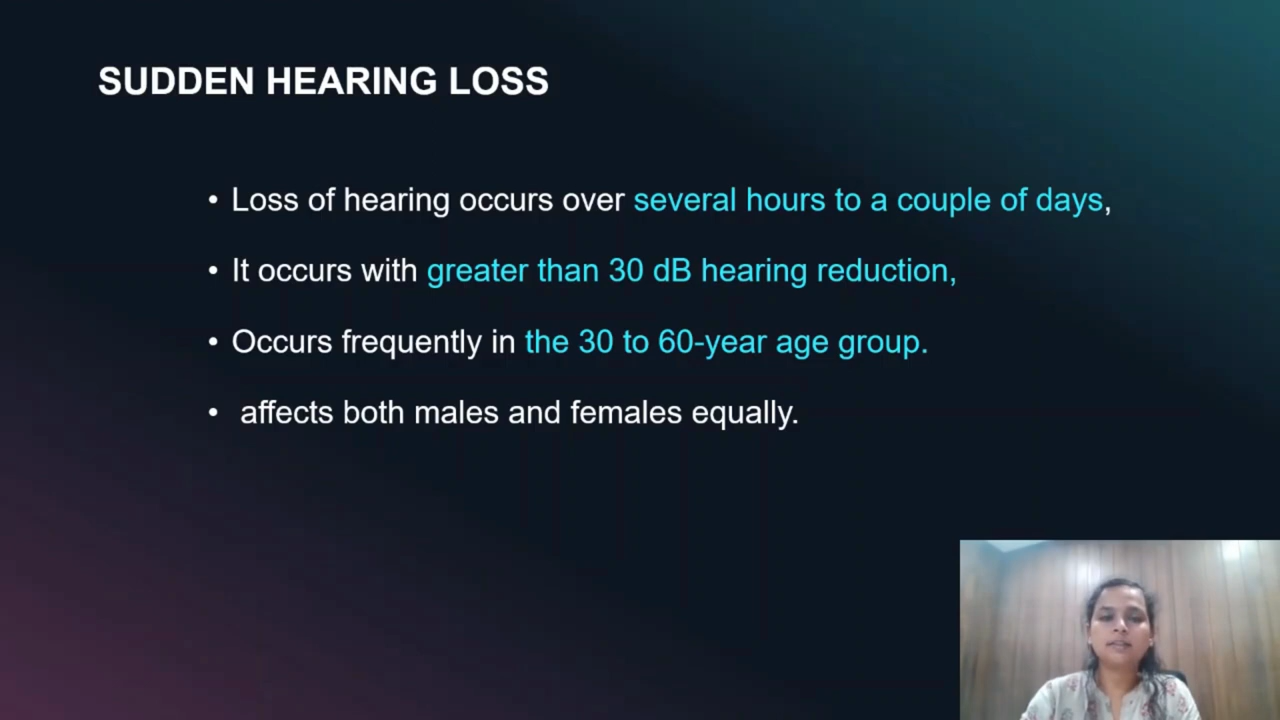 SUDDEN HEARING LOSS
• Loss of hearing occurs over several hours to a couple of days,
• It occurs with greater than 30 dB hearing reduction,
• Occurs frequently in the 30 to 60-year age group.
• affects both males and females equally.